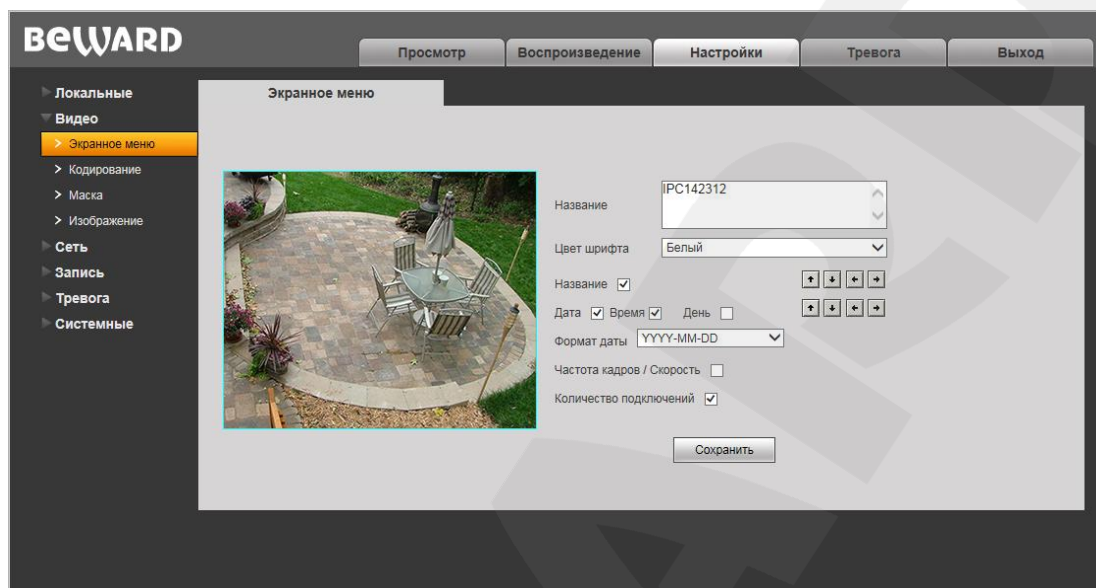 BEWARD
Просмотр Воспроизведение Настройки Тревога Выход
Локальные
Видео
Экранное меню
Кодирование
Маска
Изображение
Сеть
Запись
Тревога
Системные
Экранное меню
Название IPC142312
Цвет шрифта Белый
Название
Дата Время День
Формат даты YYYY-MM-DD
Частота кадров / Скорость
Количество подключений
Сохранить